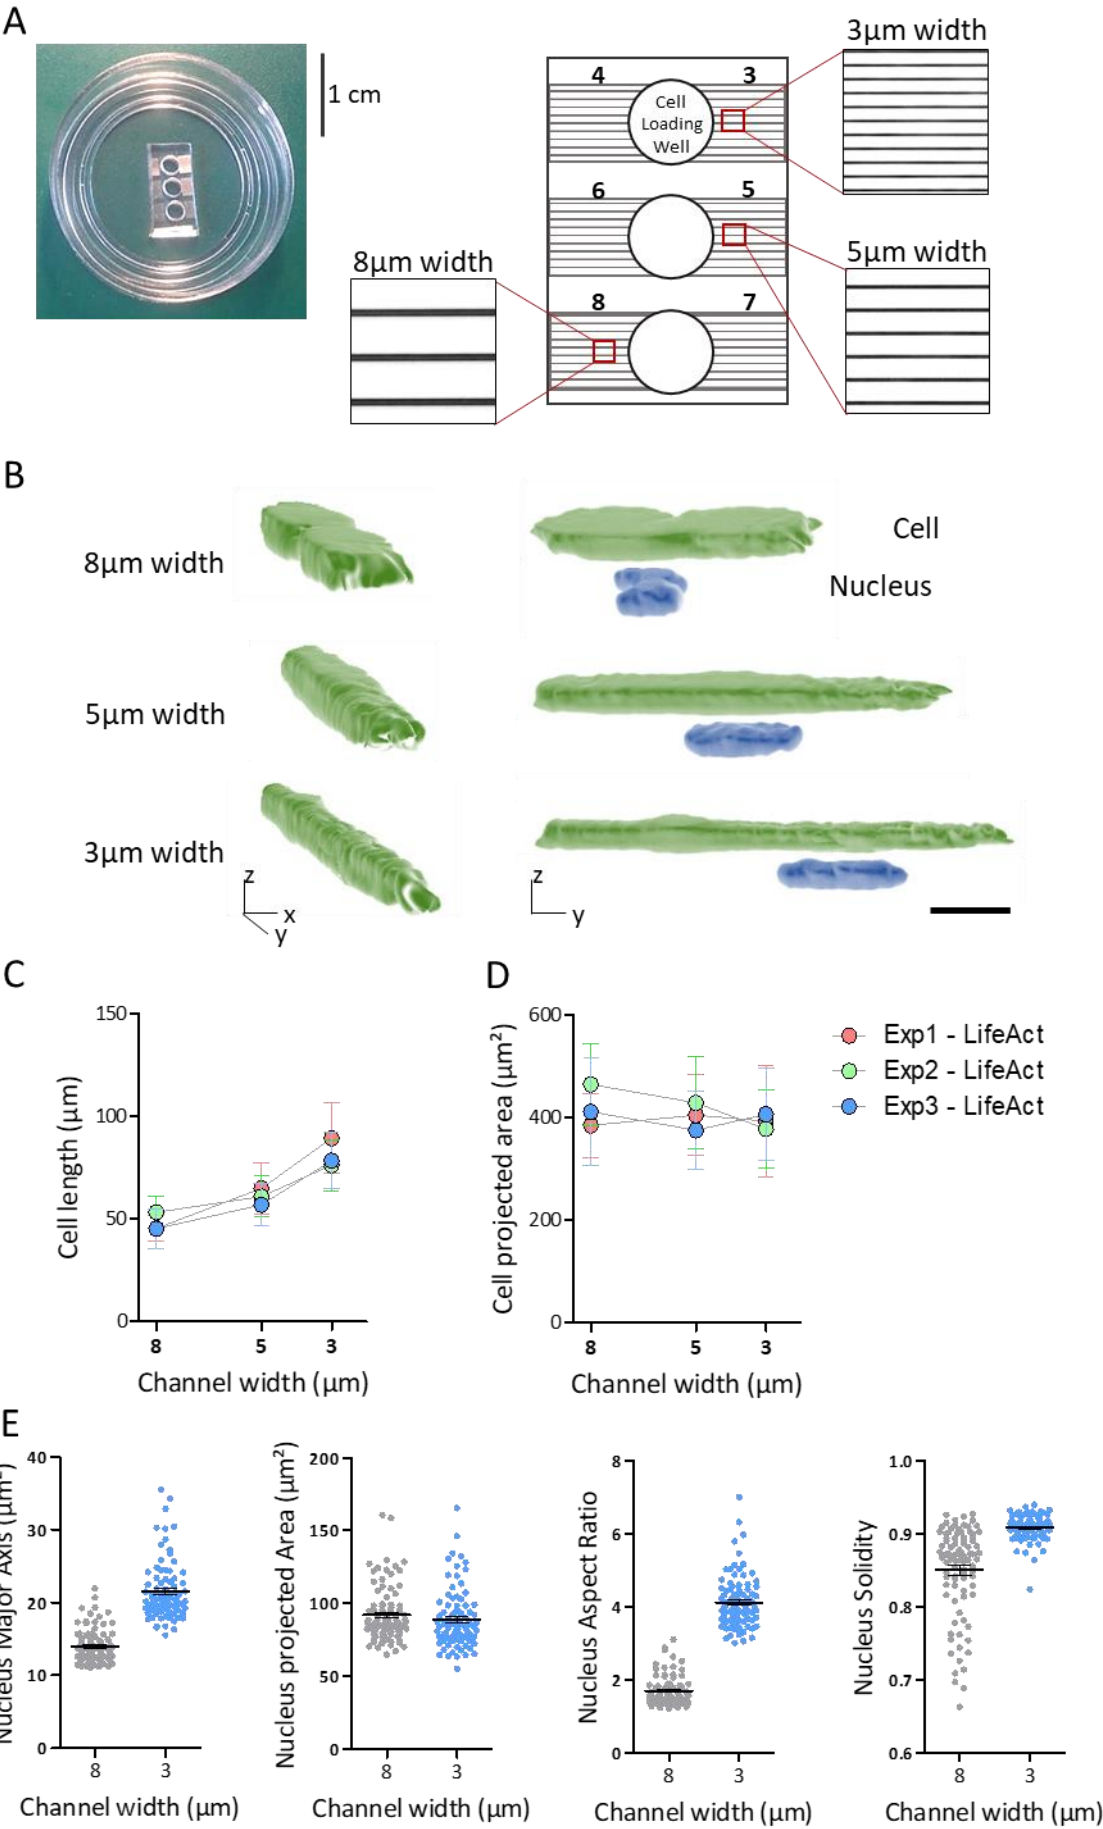 A
1 cm
3µm width
4 3
Cell
Loading
Well
6 5
5µm width
8µm width
8 7
B
8µm width
Cell
Nucleus
5µm width
3µm width
z
x
y
z
y
C
150
100
50
0
Cell length (µm)
8 5 3
Channel width (µm)
D
600
400
200
0
Cell projected area (µm²)
8 5 3
Channel width (µm)
Exp1 - LifeAct
Exp2 - LifeAct
Exp3 - LifeAct
E
40
30
20
10
0
Nucleus Major Axis (µm²)
8 3
Channel width (µm)
200
150
100
50
0
Nucleus projected Area (µm²)
8 3
Channel width (µm)
8
6
4
2
0
Nucleus Aspect Ratio
8 3
Channel width (µm)
1.0
0.9
0.8
0.7
0.6
Nucleus Solidity
8 3
Channel width (µm)